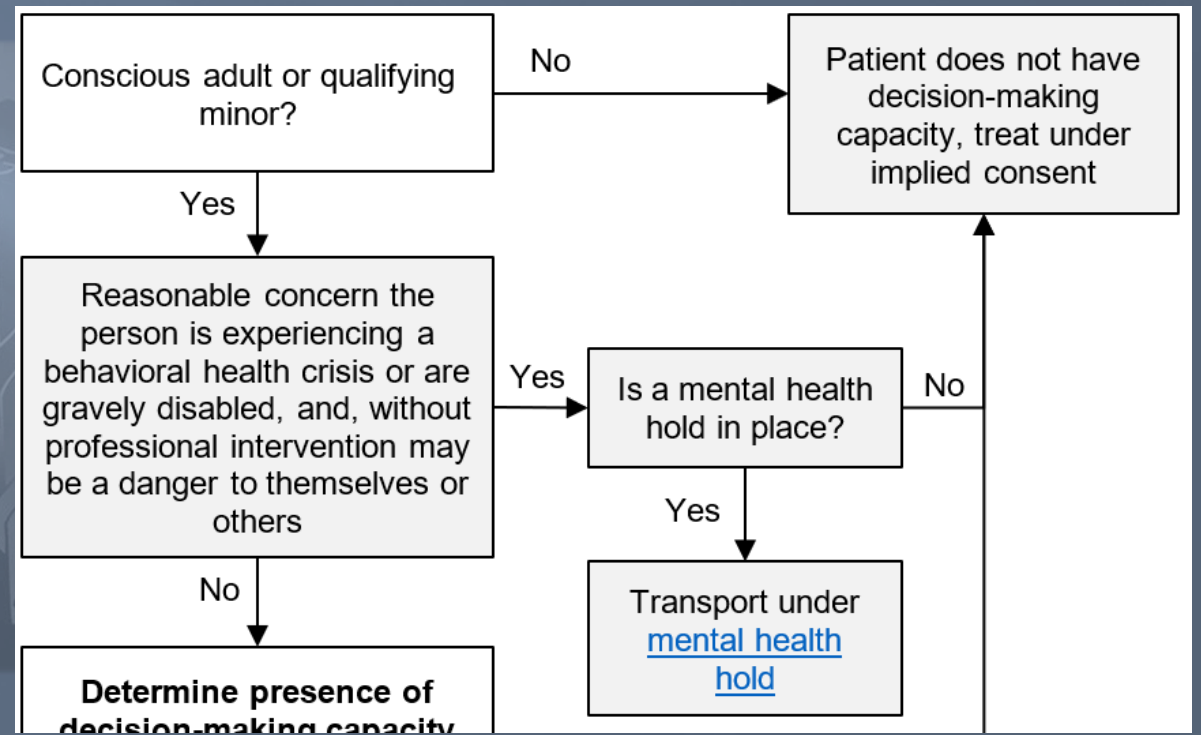 Conscious adult or qualifying
minor?
No
Patient does not have
decision-making
capacity, treat under
implied consent
Yes
Reasonable concern the
person is experiencing a
behavioral health crisis or are
gravely disabled, and, without
professional intervention may
be a danger to themselves or
others
Yes
Is a mental health
hold in place?
No
Yes
Transport under
mental health
hold
No
Determine presence of
decision-making capacity